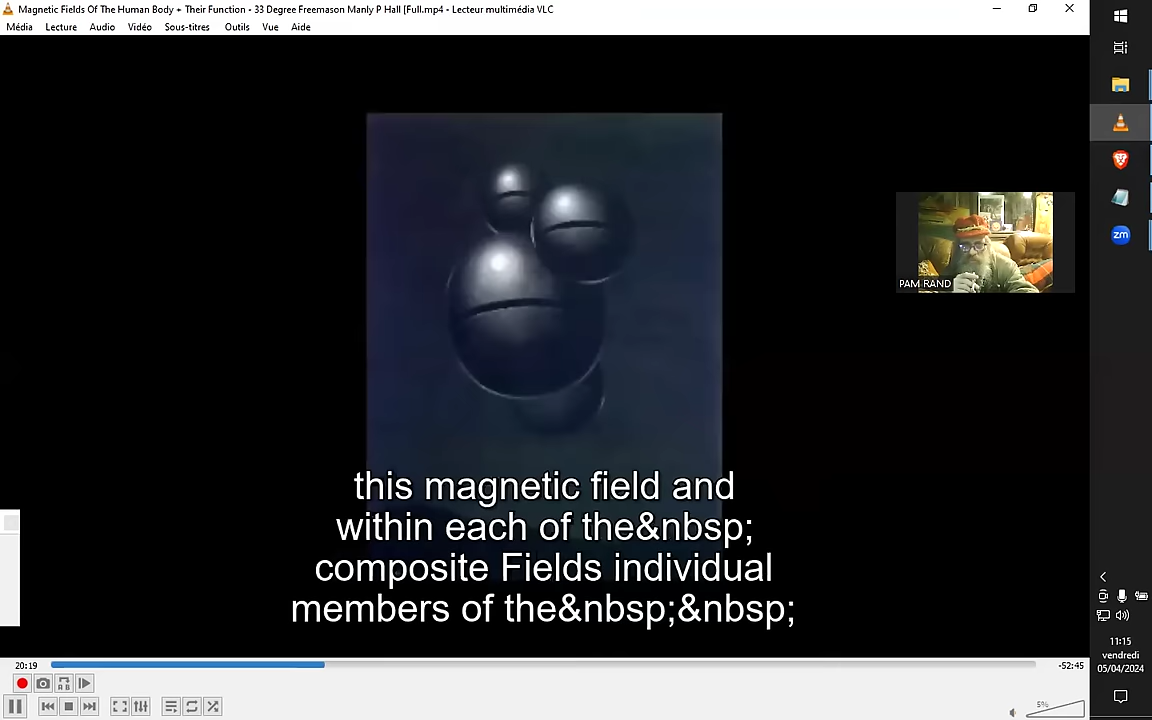 Magnetic Fields Of The Human Body + Their Function - 33 Degree Freemason Manly P Hall [Full.mp4 - Lecteur multimédia VLC
Média Lecture Audio Vidéo Sous-titres Outils Vue Aide
PAM RAND
zm
this magnetic field and
within each of the&nbsp;
composite Fields individual
members of the&nbsp;&nbsp;
20:19
-52:45
5%
11:15
vendredi
05/04/2024